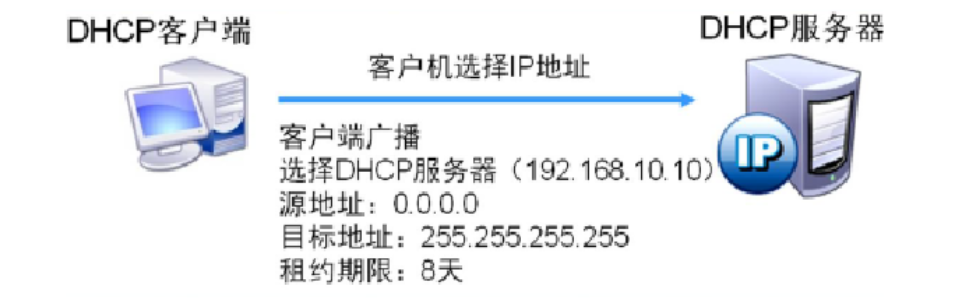 DHCP客户端
DHCP服务器
客户机选择IP地址
客户端广播
选择DHCP服务器（192.168.10.10）
源地址：0.0.0.0
目标地址：255.255.255.255
租约期限：8天
IP